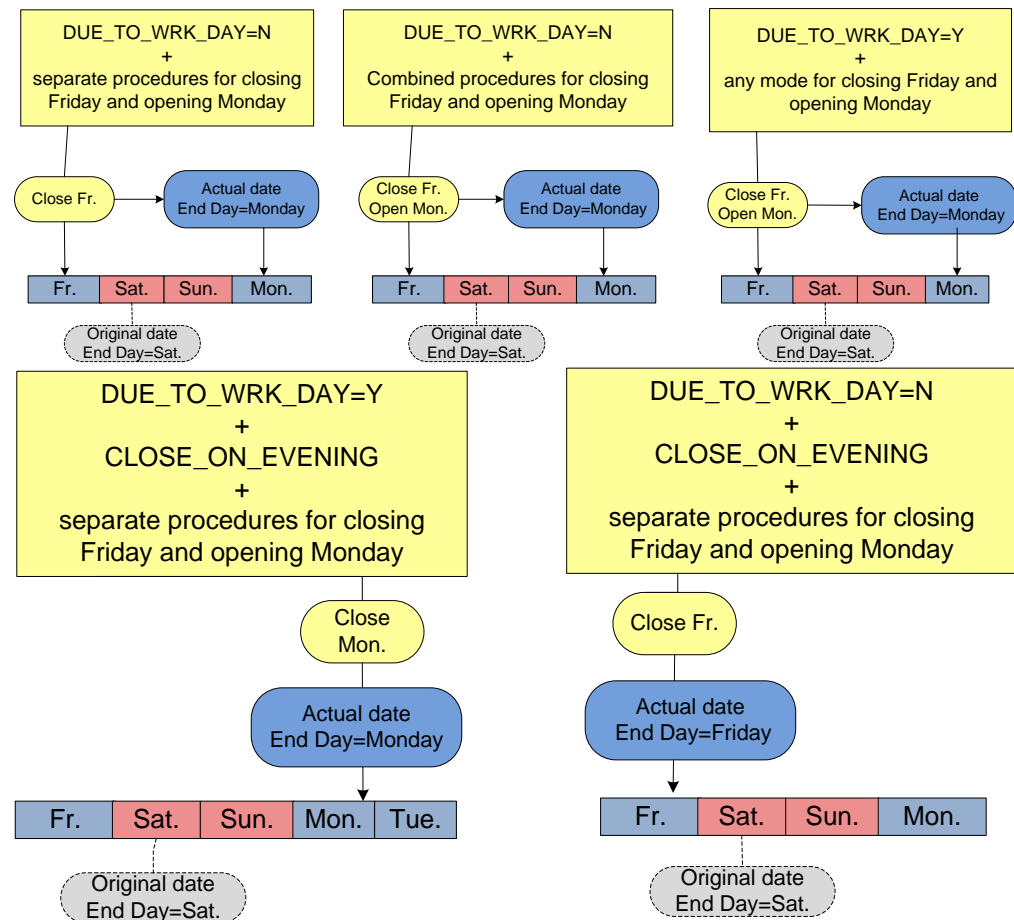 DUE_TO_WRK_DAY=N
+
separate procedures for closing
Friday and opening Monday
Close Fr.
Actual date
End Day=Monday
Fr. Sat. Sun. Mon.
Original date
End Day=Sat.
DUE_TO_WRK_DAY=N
+
Combined procedures for closing
Friday and opening Monday
Close Fr.
Open Mon.
Actual date
End Day=Monday
Fr. Sat. Sun. Mon.
Original date
End Day=Sat.
DUE_TO_WRK_DAY=Y
+
any mode for closing Friday and
opening Monday
Close Fr.
Open Mon.
Actual date
End Day=Monday
Fr. Sat. Sun. Mon.
Original date
End Day=Sat.
DUE_TO_WRK_DAY=Y
+
CLOSE_ON_EVENING
+
separate procedures for closing
Friday and opening Monday
Close
Mon.
Actual date
End Day=Monday
Fr. Sat. Sun. Mon. Tue.
Original date
End Day=Sat.
DUE_TO_WRK_DAY=N
+
CLOSE_ON_EVENING
+
separate procedures for closing
Friday and opening Monday
Close Fr.
Actual date
End Day=Friday
Fr. Sat. Sun. Mon.
Original date
End Day=Sat.